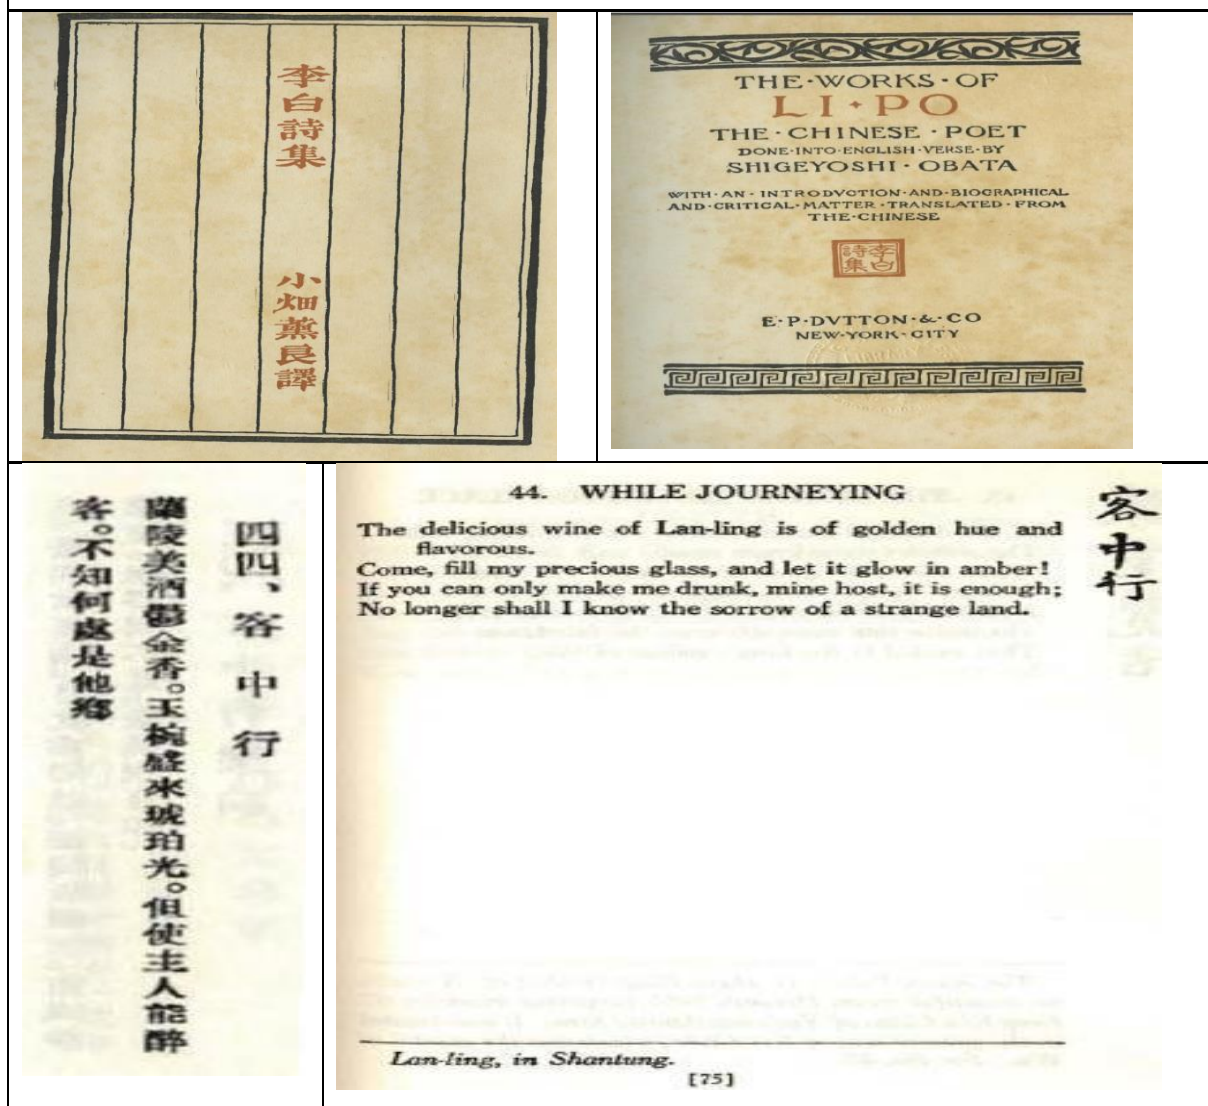 李白詩集
小畑薫良譯
THE·WORKS·OF
LI·PO
THE·CHINESE·POET
DONE·INTO·ENGLISH·VERSE·BY
SHIGEYOSHI·OBATA
WITH·AN·INTRODVCTION·AND·BIOGRAPHICAL
AND·CRITICAL·MATTER·TRANSLATED·FROM
THE·CHINESE
李白詩集
E·P·DVTTON·&·CO
NEW·YORK·CITY
四四、客中行
蘭陵美酒鬱金香。玉椀盛來琥珀光。但使主人能醉
客。不知何處是他鄉
44. WHILE JOURNEYING
The delicious wine of Lan-ling is of golden hue and
flavorous.
Come, fill my precious glass, and let it glow in amber!
If you can only make me drunk, mine host, it is enough;
No longer shall I know the sorrow of a strange land.
客中行
Lan-ling, in Shantung.
[75]